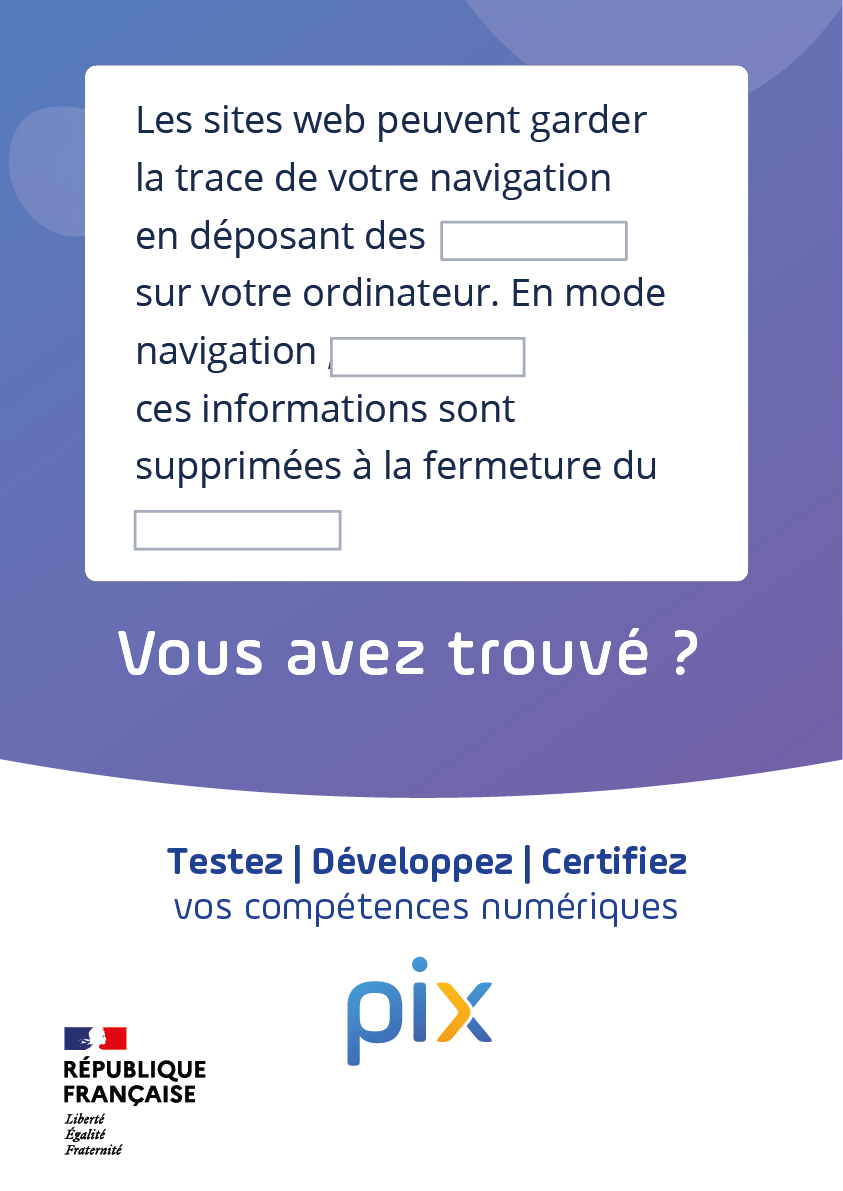 Les sites web peuvent garder
la trace de votre navigation
en déposant des
sur votre ordinateur. En mode
navigation
ces informations sont
supprimées à la fermeture du
Vous avez trouvé ?
Testez | Développez | Certifiez
vos compétences numériques
pix
RÉPUBLIQUE
FRANÇAISE
Liberté
Égalité
Fraternité